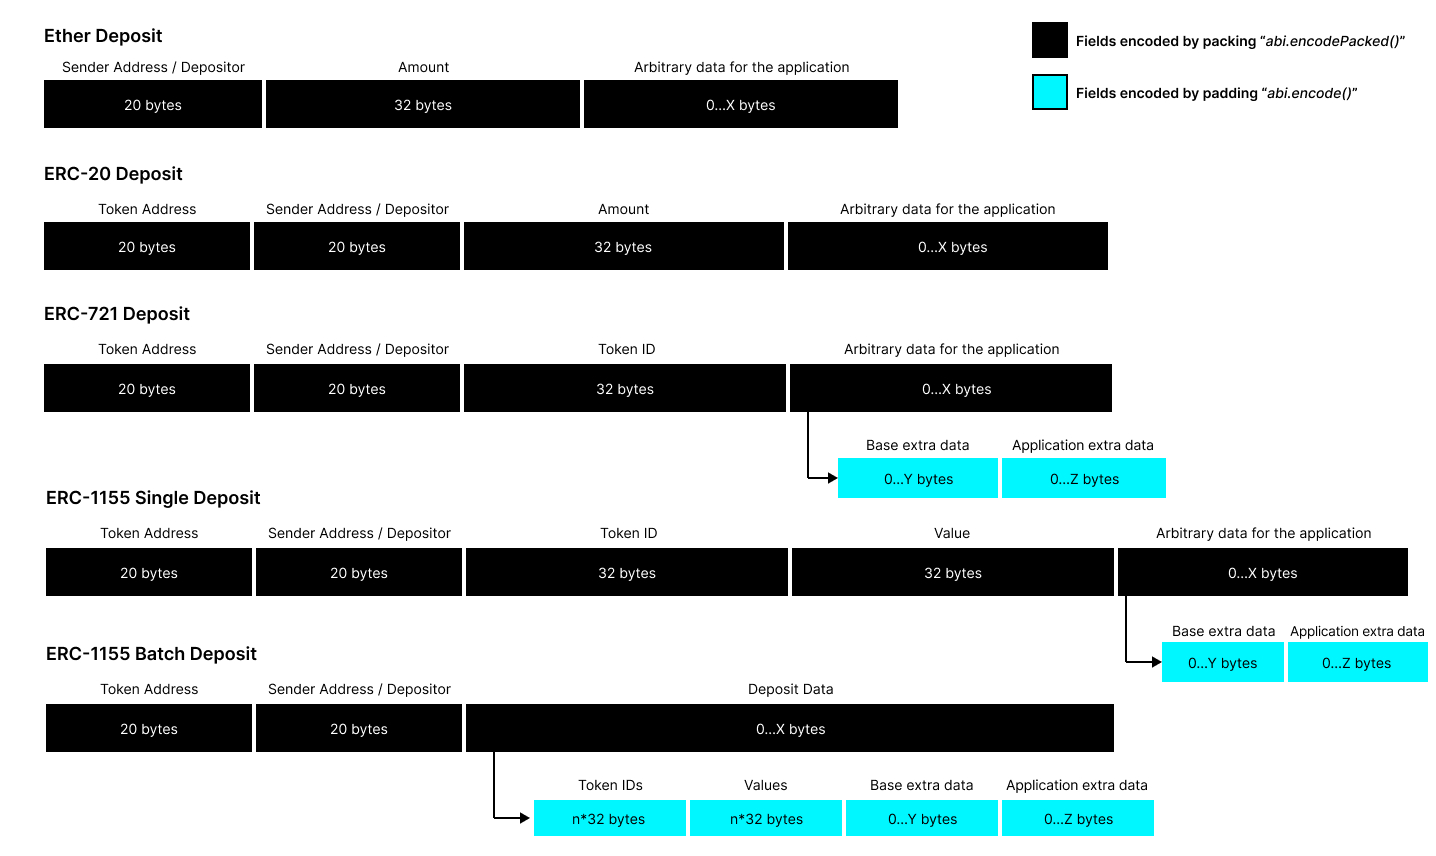 Ether Deposit
Fields encoded by packing “abi.encodePacked()”
Fields encoded by padding “abi.encode()”
Sender Address / Depositor Amount Arbitrary data for the application
20 bytes 32 bytes 0...X bytes
ERC-20 Deposit
Token Address Sender Address / Depositor Amount Arbitrary data for the application
20 bytes 20 bytes 32 bytes 0...X bytes
ERC-721 Deposit
Token Address Sender Address / Depositor Token ID Arbitrary data for the application
20 bytes 20 bytes 32 bytes 0...X bytes
Base extra data Application extra data
0...Y bytes 0...Z bytes
ERC-1155 Single Deposit
Token Address Sender Address / Depositor Token ID Value Arbitrary data for the application
20 bytes 20 bytes 32 bytes 32 bytes 0...X bytes
Base extra data Application extra data
0...Y bytes 0...Z bytes
ERC-1155 Batch Deposit
Token Address Sender Address / Depositor Deposit Data
20 bytes 20 bytes 0...X bytes
Token IDs Values Base extra data Application extra data
n*32 bytes n*32 bytes 0...Y bytes 0...Z bytes